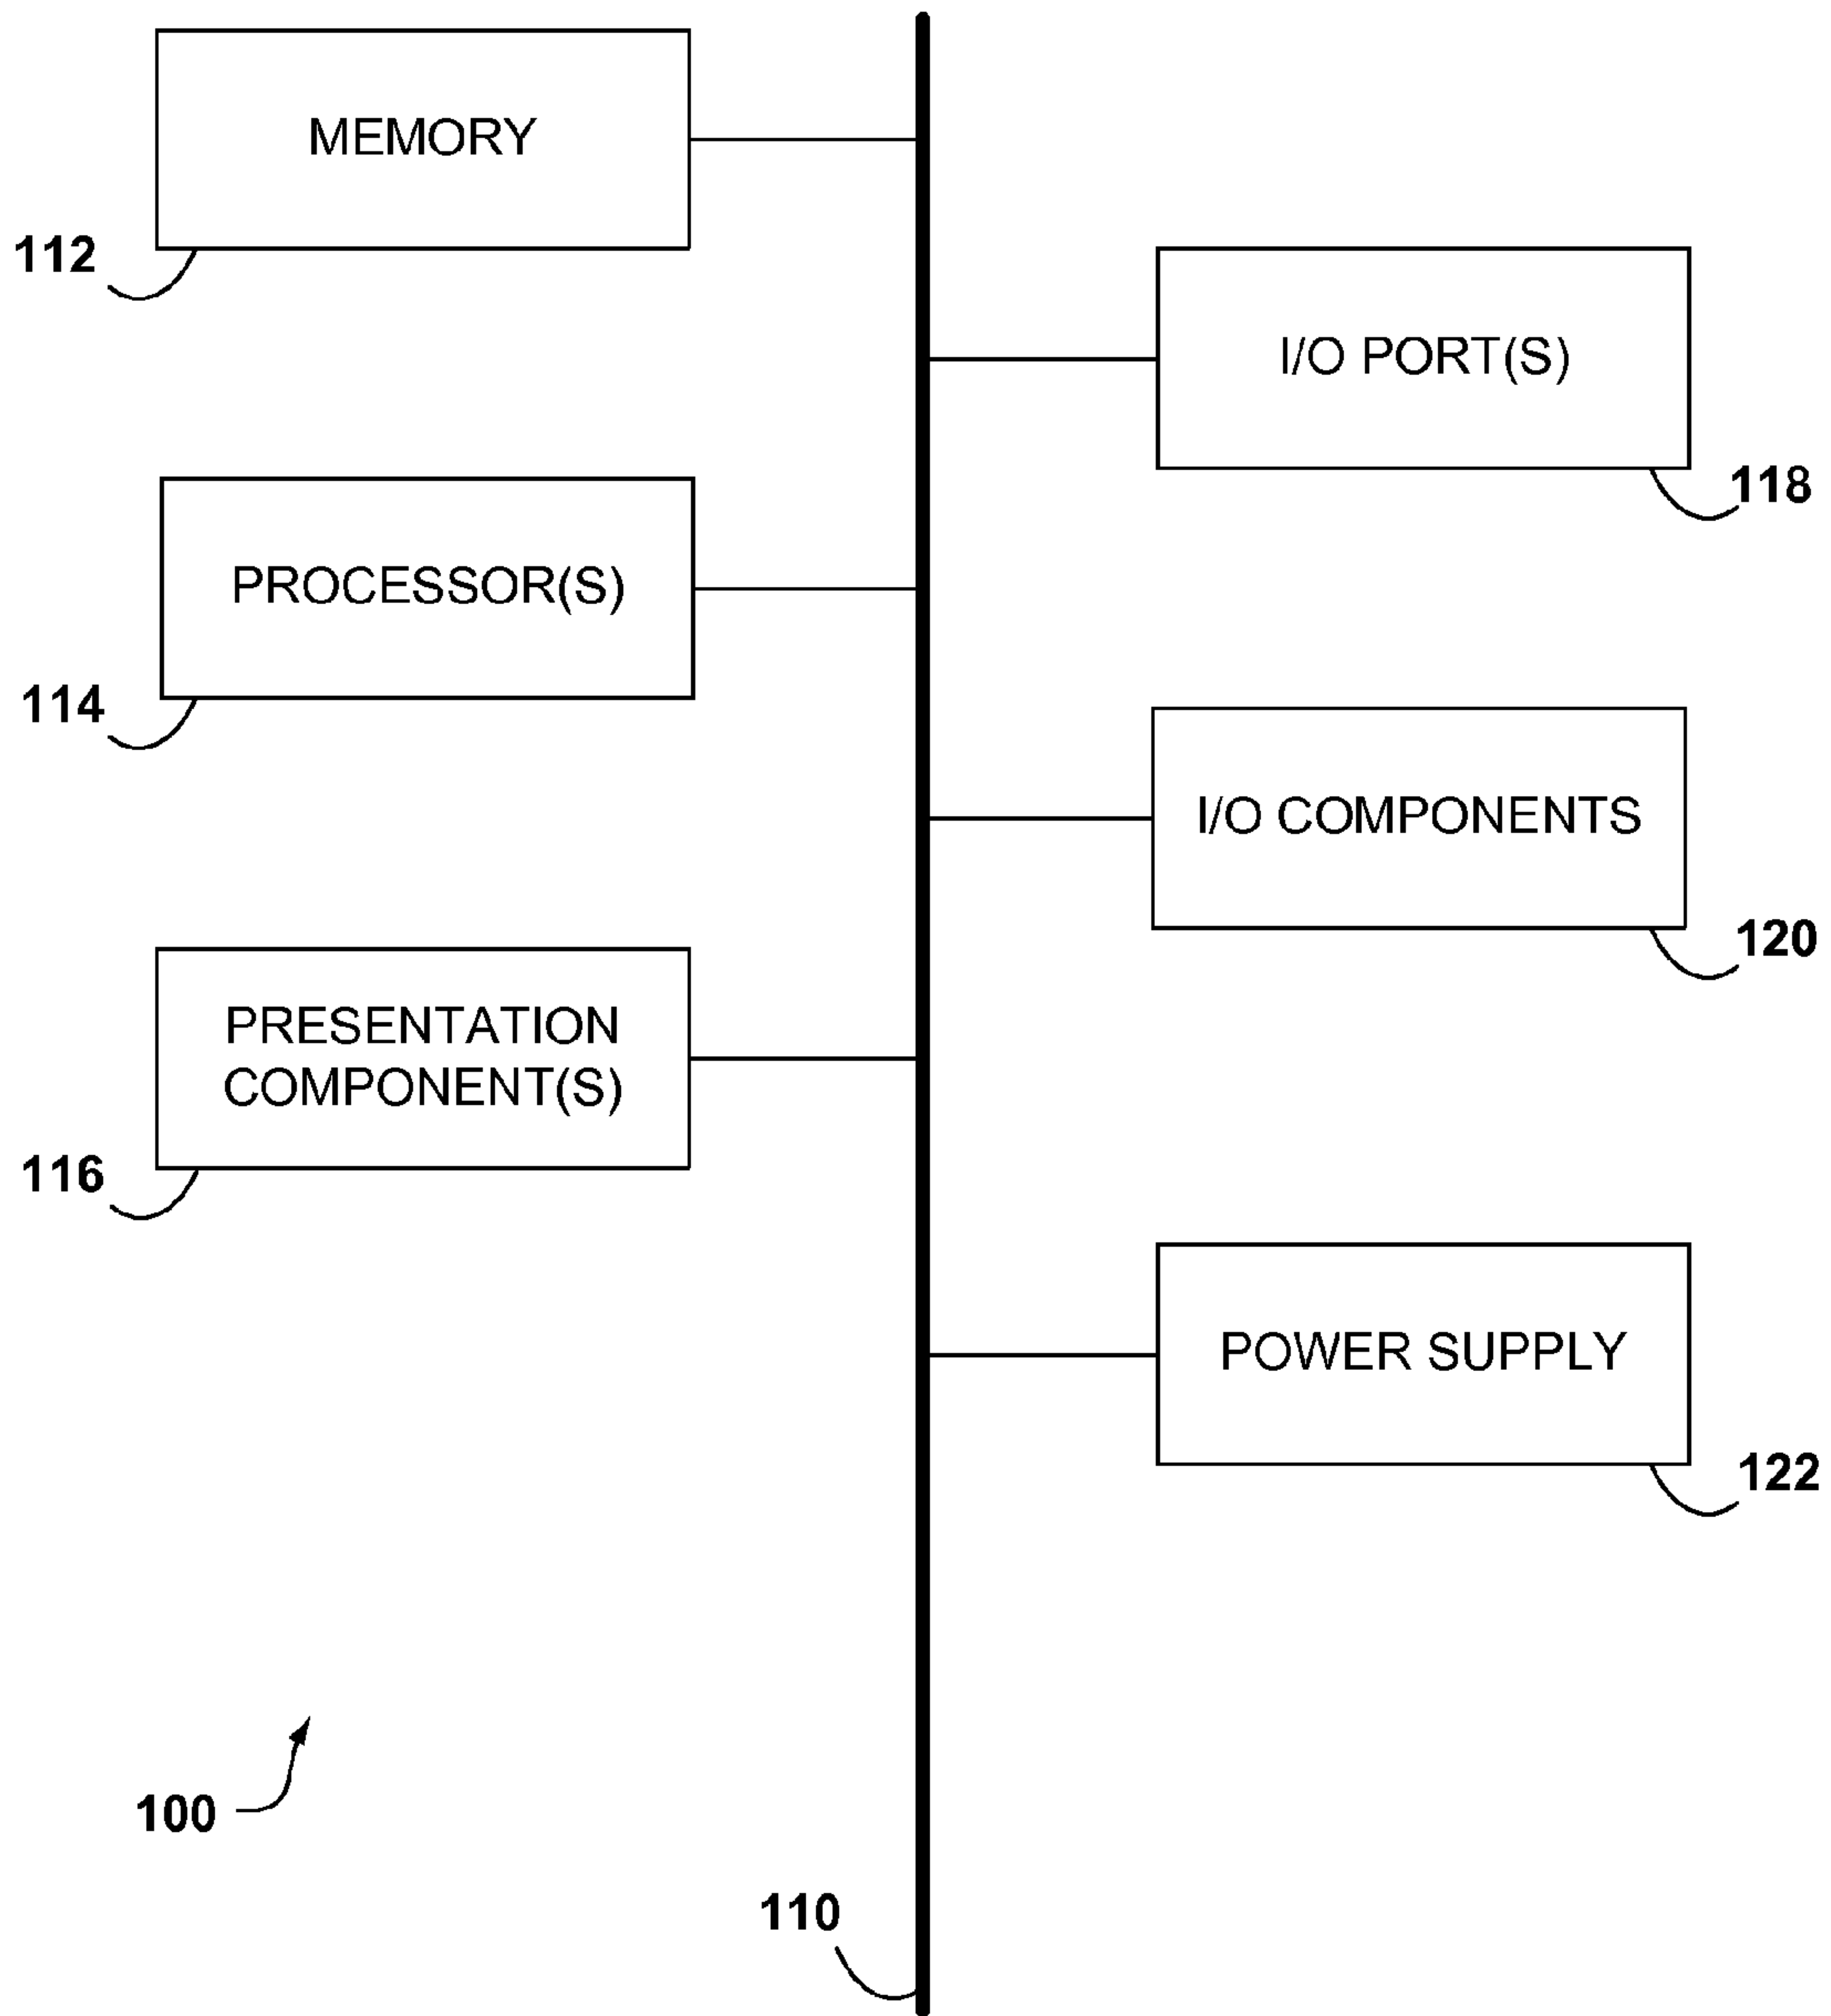 MEMORY
112
I/O PORT(S)
118
PROCESSOR(S)
114
I/O COMPONENTS
120
PRESENTATION
COMPONENT(S)
116
POWER SUPPLY
122
100
110